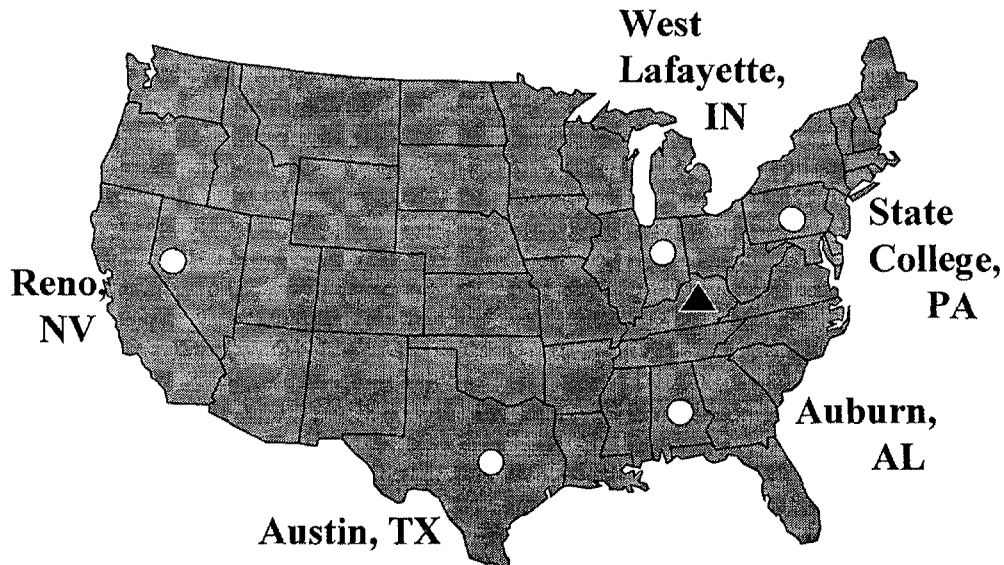 West
Lafayette,
IN
State
College,
PA
Reno,
NV
Auburn,
AL
Austin, TX